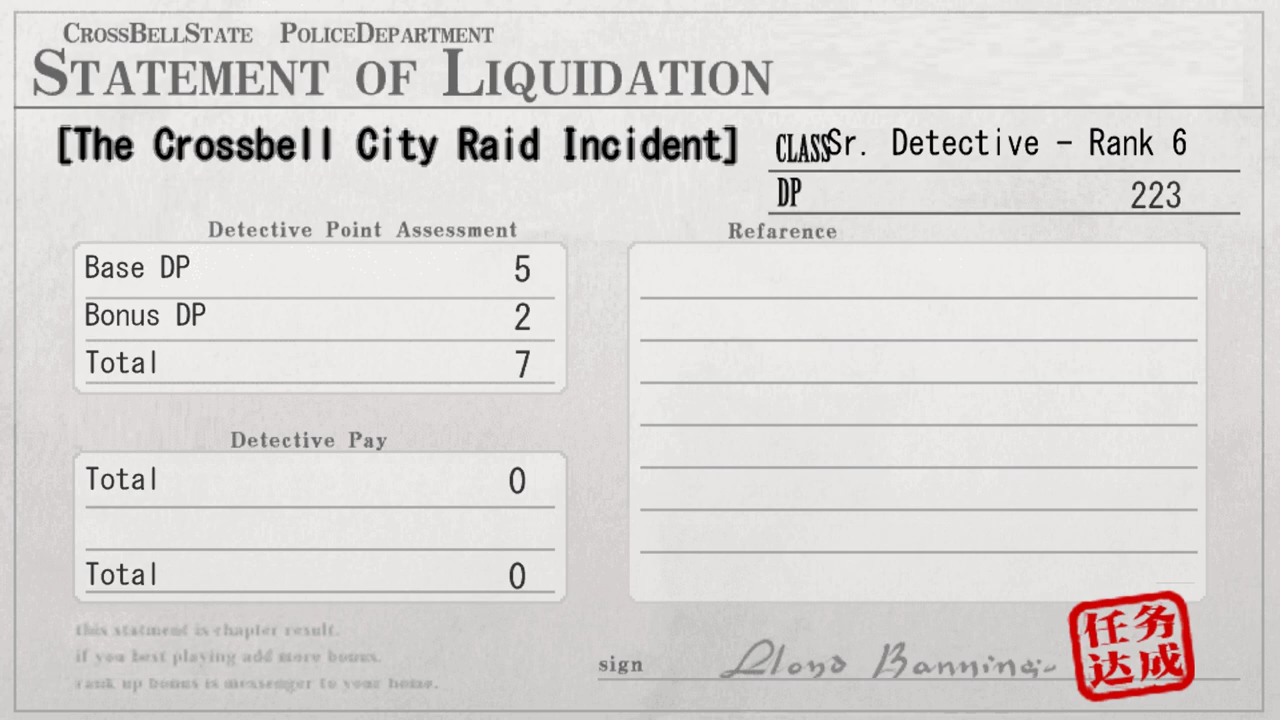 CROSSBELLSTATE POLICEDEPARTMENT
STATEMENT OF LIQUIDATION
[The Crossbell City Raid Incident]
CLASS Sr. Detective - Rank 6
DP 223
Detective Point Assessment
Base DP 5
Bonus DP 2
Total 7
Refarence
Detective Pay
Total 0
Total 0
this statment is chapter result.
if you best playing add more bonus.
rank up bonus is messenger to your home.
sign Lloyd Bannings
任务
达成